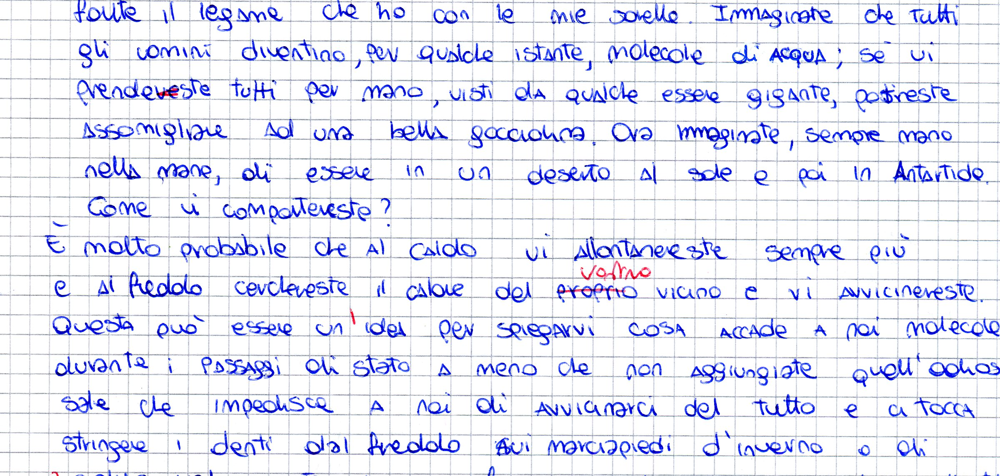 forte il legame che ho con le mie sorelle. Immaginate che tutti
gli uomini diventino, per qualche istante, molecole di ACQUA; se vi
prendeveste tutti per mano, visti da qualche essere gigante, potreste
assomigliare ad una bella gocciolina. Ora immaginate, sempre mano
nella mano, di essere in un deserto al sole e poi in Antartide.
Come vi comportereste?
È molto probabile che al caldo vi allontanereste sempre più
vostro
e al freddo cerchereste il calore del proprio vicino e vi avvicinereste.
Questa può essere un'idea per spiegarvi cosa accade a noi molecole
durante i passaggi di stato a meno che non aggiungiate quell'odios
sale che impedisce a noi di avvicinarci del tutto e ci tocca
stringere i denti dal freddo sui marciapiedi d'inverno o di